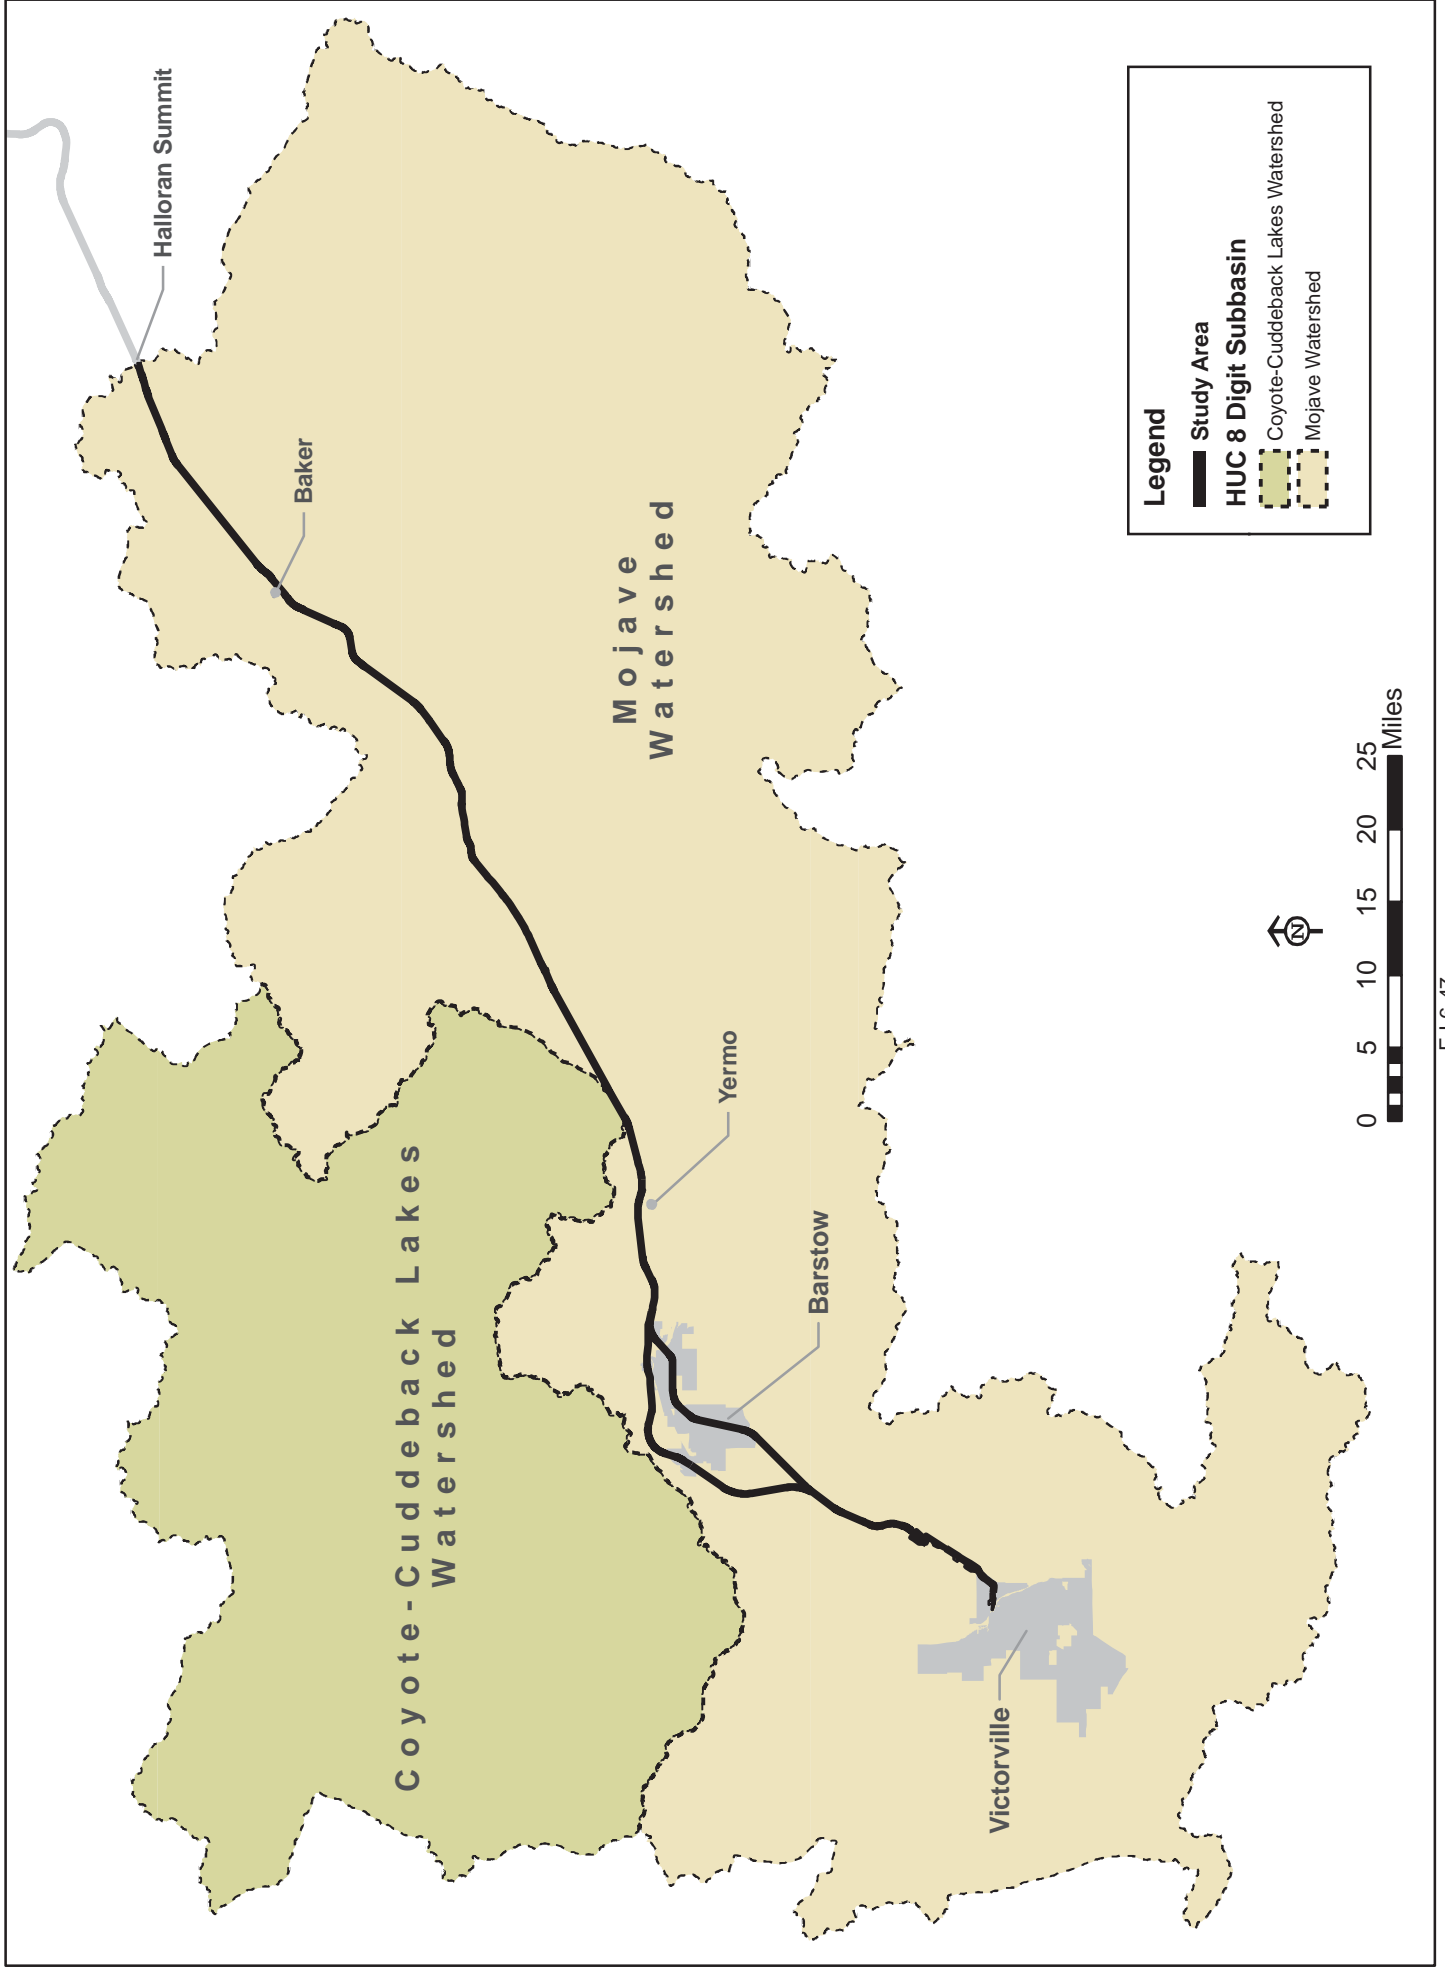 Halloran Summit
Baker
Mojave
Watershed
Coyote-Cuddeback Lakes
Watershed
Yermo
Barstow
Victorville
Legend
Study Area
HUC 8 Digit Subbasin
Coyote-Cuddeback Lakes Watershed
Mojave Watershed
N
0 5 10 15 20 25
Miles